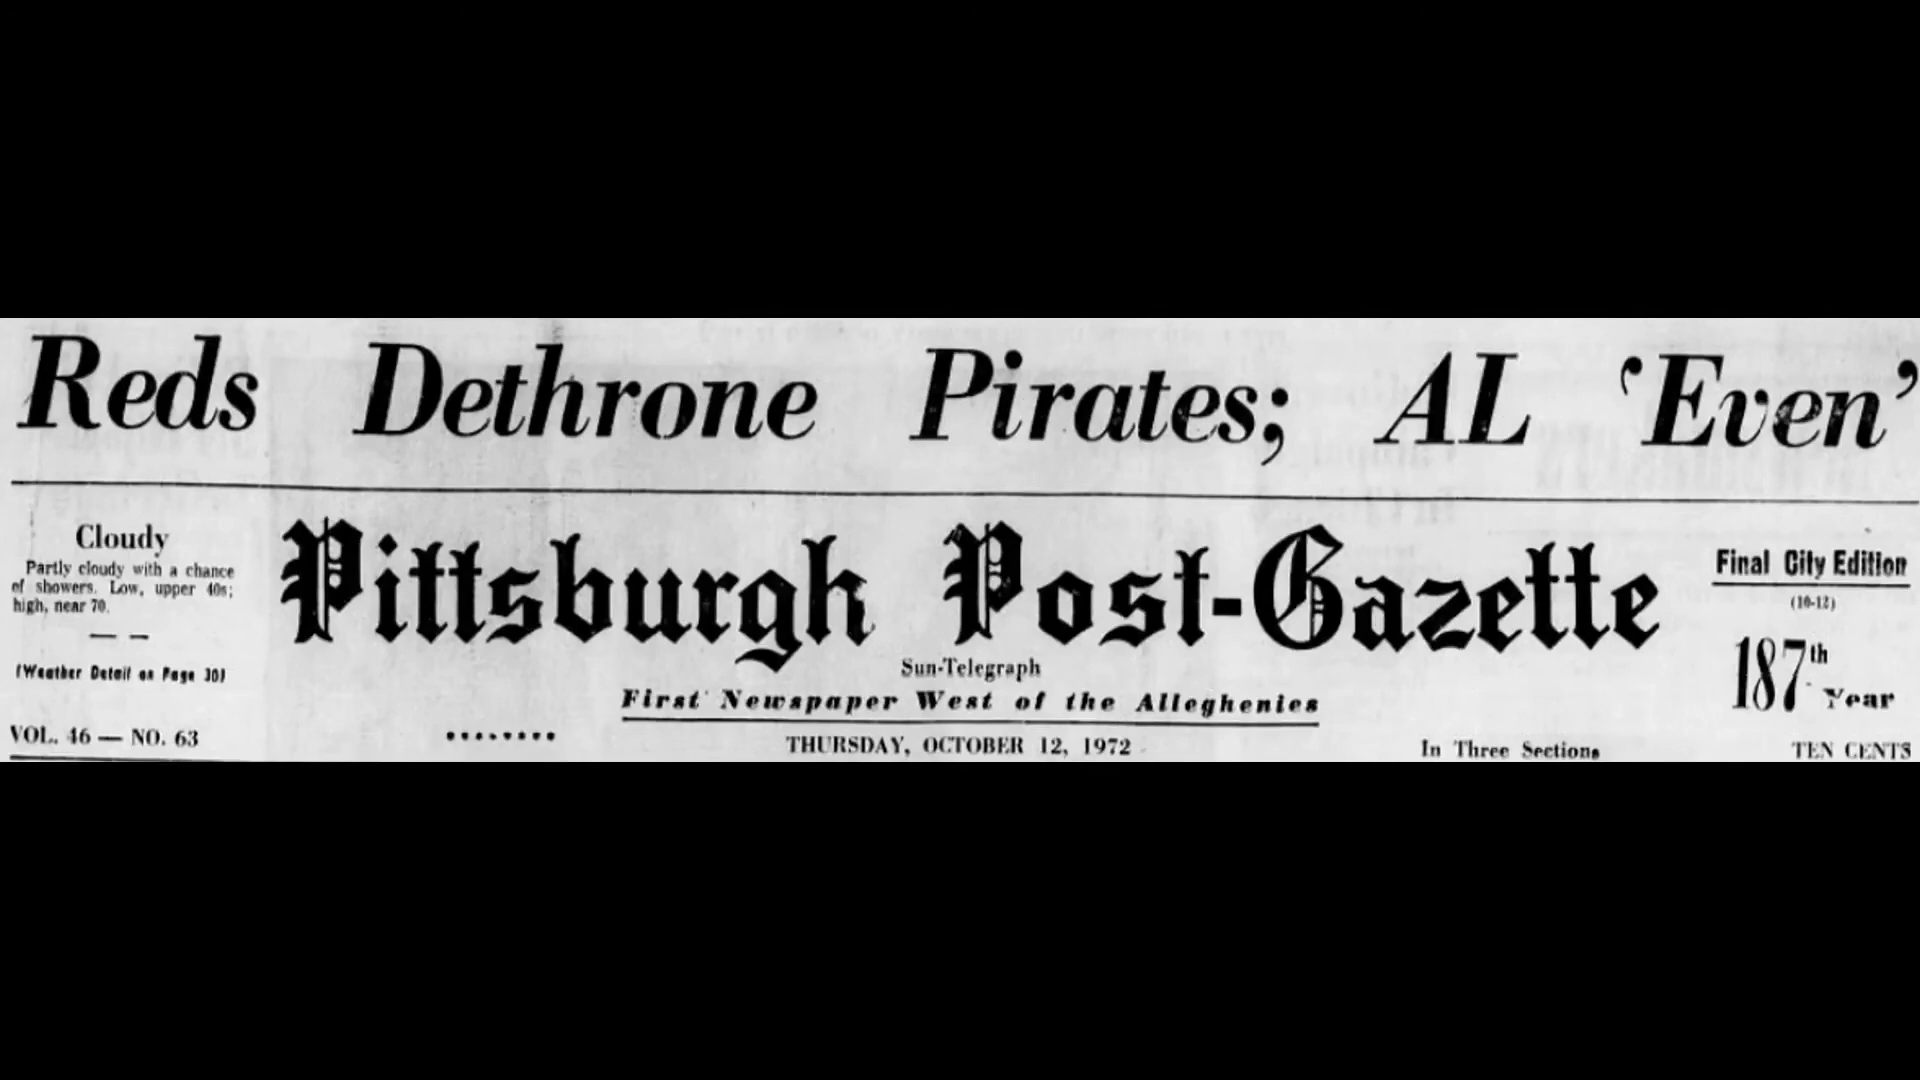 Reds Dethrone Pirates; AL ‘Even’
Cloudy
Partly cloudy with a chance
of showers. Low, upper 40s;
high, near 70.
(Weather Detail on Page 30)
VOL. 46 — NO. 63
Pittsburgh Post-Gazette
Sun-Telegraph
First Newspaper West of the Alleghenies
THURSDAY, OCTOBER 12, 1972
In Three Sections
Final City Edition
(10-12)
187th
Year
TEN CENTS